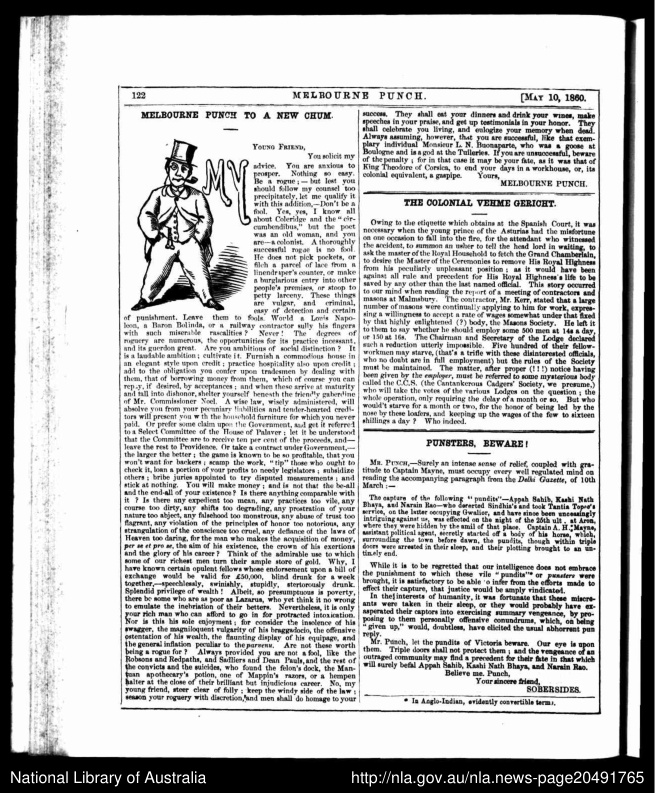 122
MELBOURNE PUNCH.
[MAY 10, 1860.
MELBOURNE PUNCH TO A NEW CHUM.
MY
YOUNG FRIEND,
You solicit my
advice. You are anxious to
prosper. Nothing so easy.
Be a rogue;—but lest you
should follow my counsel too
precipitately, let me qualify it
with this addition,—Don't be a
fool. Yes, yes, I know all
about Coleridge and the "cir-
cumbendibus," but the poet
was an old woman, and you
are—a colonist. A thoroughly
successful rogue is no fool.
He does not pick pockets, or
filch a parcel of lace from a
linendraper's counter, or make
a burglarious entry into other
people's premises, or stoop to
petty larceny. These things
are vulgar, and criminal,
easy of detection and certain
of punishment. Leave them to fools. Would a Louis Napo-
leon, a Baron Bolinda, or a railway contractor sully his fingers
with such miserable rascalities? Never! The degrees of
roguery are numerous, the opportunities for its practice incessant,
and its guerdon great. Are you ambitious of social distinction? It
is a laudable ambition; cultivate it. Furnish a commodious house in
an elegant style upon credit; practice hospitality also upon credit;
add to the obligation you confer upon tradesmen by dealing with
them, that of borrowing money from them, which of course you can
repay, if desired, by acceptances; and when these arrive at maturity
and fall into dishonor, shelter yourself beneath the friendly gaberdine
of Mr. Commissioner Noel. A wise law, wisely administered, will
absolve you from your pecuniary liabilities and tender-hearted credi-
tors will present you with the household furniture for which you never
paid. Or prefer some claim upon the Government, and get it referred
to a Select Committee of the House of Palaver; let it be understood
that the Committee are to receive ten per cent of the proceeds, and—
leave the rest to Providence. Or take a contract under Government,—
the larger the better; the game is known to be so profitable, that you
won't want for backers; scamp the work, "tip" those who ought to
check it, loan a portion of your profits to needy legislators; subsidize
others; bribe juries appointed to try disputed measurements; and
stick at nothing. You will make money; and is not that the be-all
and the end-all of your existence? Is there anything comparable with
it? Is there any expedient too mean, any practices too vile, any
course too dirty, any shifts too degrading, any prostration of your
nature too abject, any falsehood too monstrous, any abuse of trust too
flagrant, any violation of the principles of honor too notorious, any
strangulation of the conscience too cruel, any defiance of the laws of
Heaven too daring, for the man who makes the acquisition of money,
per se et pro se, the aim of his existence, the crown of his exertions
and the glory of his career? Think of the admirable use to which
some of our richest men turn their ample store of gold. Why, I
have known certain opulent fellows whose endorsement upon a bill of
exchange would be valid for £50,000, blind drunk for a week
together,—speechlessly, swinishly, stupidly, stertorously drunk.
Splendid privilege of wealth! Albeit, so presumptuous is poverty,
there be some who are as poor as Lazarus, who yet think it no wrong
to emulate the inebriation of their betters. Nevertheless, it is only
your rich man who can afford to go in for protracted intoxication.
Nor is this his sole enjoyment; for consider the insolence of his
swagger, the magniloquent vulgarity of his braggadocio, the offensive
ostentation of his wealth, the flaunting display of his equipage, and
the general inflation peculiar to the parvenu. Are not these worth
being a rogue for? Always provided you are not a fool, like the
Robsons and Redpaths, and Sadliers and Dean Pauls, and the rest of
the convicts and the suicides, who found the felon's dock, the Man-
tuan apothecary's potion, one of Mappin's razors, or a hempen
halter at the close of their brilliant but injudicious career. No, my
young friend, steer clear of folly; keep the windy side of the law;
season your roguery with discretion, and men shall do homage to your
success. They shall eat your dinners and drink your wines, make
speeches in your praise, and get up testimonials in your honor. They
shall celebrate you living, and eulogize your memory when dead.
Always assuming, however, that you are successful, like that exem-
plary individual Monsieur L. N. Buonaparte, who was a goose at
Boulogne and is a god at the Tuileries. If you are unsuccessful, beware
of the penalty; for in that case it may be your fate, as it was that of
King Theodore of Corsica, to end your days in a workhouse, or, its
colonial equivalent, a gaspipe. Yours,
MELBOURNE PUNCH.
THE COLONIAL VEHME GERICHT.
Owing to the etiquette which obtains at the Spanish Court, it was
necessary when the young prince of the Asturias had the misfortune
on one occasion to fall into the fire, for the attendant who witnessed
the accident, to summon an usher to tell the head lord in waiting, to
ask the master of the Royal Household to fetch the Grand Chamberlain,
to desire the Master of the Ceremonies to remove His Royal Highness
from his peculiarly unpleasant position; as it would have been
against all rule and precedent for His Royal Highness's life to be
saved by any other than the last named official. This story occurred
to our mind when reading the report of a meeting of contractors and
masons at Malmsbury. The contractor, Mr. Kerr, stated that a large
number of masons were continually applying to him for work, expres-
sing a willingness to accept a rate of wages somewhat under that fixed
by that highly enlightened (?) body, the Masons Society. He left it
to them to say whether he should employ some 500 men at 14s a day,
or 150 at 16s. The Chairman and Secretary of the Lodge declared
such a reduction utterly impossible. Five hundred of their fellow-
workmen may starve, (that's a trifle with these disinterested officials,
who no doubt are in full employment) but the rules of the Society
must be maintained. The matter, after proper (!!!) notice having
been given by the employer, must be referred to some mysterious body
called the C.C.S. (the Cantankerous Cadgers' Society, we presume,)
who will take the votes of the various Lodges on the question; the
whole operation, only requiring the delay of a month or so. But who
would't starve for a month or two, for the honor of being led by the
nose by these loafers, and keeping up the wages of the few to sixteen
shillings a day? Who indeed.
PUNSTERS, BEWARE!
MR. PUNCH,—Surely an intense sense of relief, coupled with gra-
titude to Captain Mayne, must occupy every well regulated mind on
reading the accompanying paragraph from the Delhi Gazette, of 10th
March;—
The capture of the following "pundits"—Appah Sahib, Kashi Nath
Bhaya, and Narain Rao—who deserted Sindhia's and took Tantia Topee's
service, on the latter occupying Gwalior, and have since been unceasingly
intriguing against us, was effected on the night of the 25th ult., at Aron,
where they were hidden by the amil of that place. Captain A. H. Mayne,
assistant political agent, secretly started off a body of his horse, which,
surrounding the town before dawn, the pundits, though within triple
doors were arrested in their sleep, and their plotting brought to an un-
timely end.
While it is to be regretted that our intelligence does not embrace
the punishment to which these vile "pundits"* or punsters were
brought, it is satisfactory to be able to infer from the efforts made to
effect their capture, that justice would be amply vindicated.
In the interests of humanity, it was fortunate that these miscre-
ants were taken in their sleep, or they would probably have ex-
asperated their captors into exercising summary vengeance, by pro-
posing to them personally offensive conundrums, which, on being
"given up," would, doubtless, have elicited the usual abhorrent pun
reply.
Mr. Punch, let the pundits of Victoria beware. Our eye is upon
them. Triple doors shall not protect them; and the vengeance of an
outraged community may find a precedent for their fate in that which
will surely befal Appah Sahib, Kashi Nath Bhaya, and Narain Rao.
Believe me. Punch,
Your sincere friend,
SOBERSIDES.
* In Anglo-Indian, evidently convertible terms.
National Library of Australia
http://nla.gov.au/nla.news-page20491765